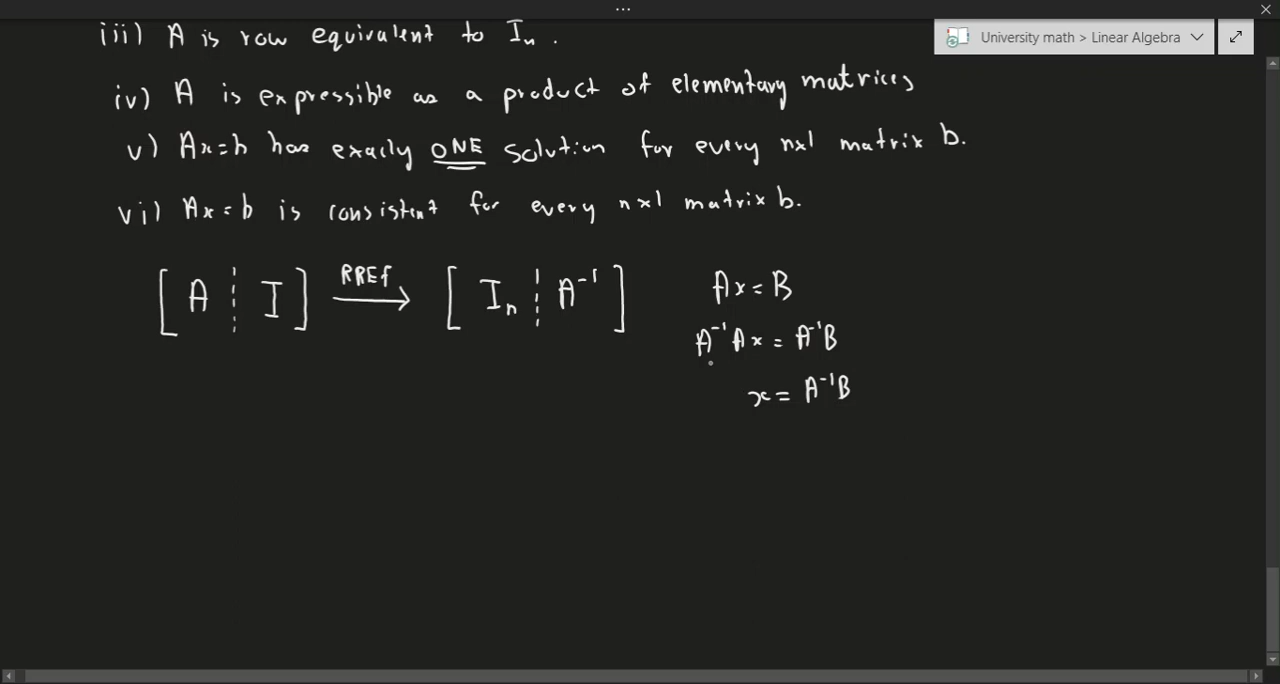 ...
iii) A is row equivalent to Iₙ.
University math > Linear Algebra
iv) A is expressible as a product of elementary matrices
v) Ax=b has exacly ONE solution for every nx1 matrix b.
vi) Ax=b is consistent for every nx1 matrix b.
[A ┊ I] RREf → [Iₙ ┊ A⁻¹]
Ax=B
A⁻¹Ax = A⁻¹B
x = A⁻¹B